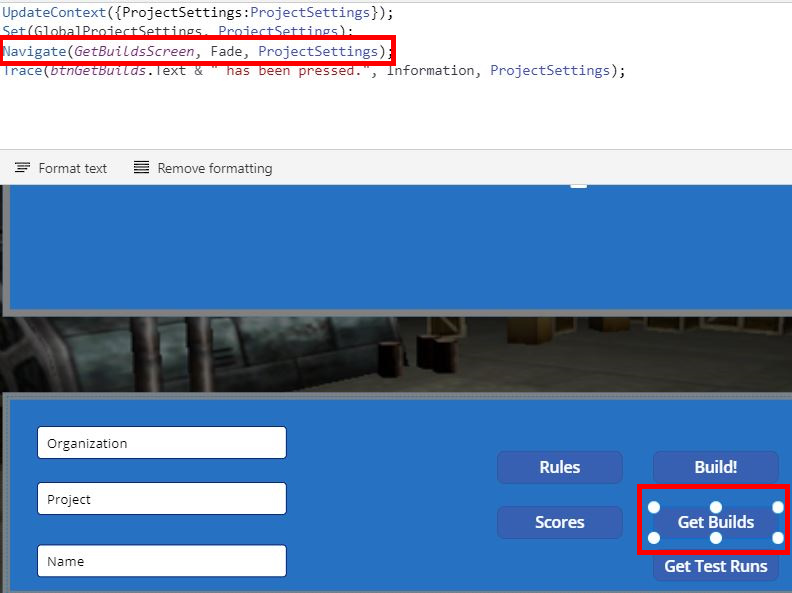 UpdateContext({ProjectSettings:ProjectSettings});
Set(GlobalProjectSettings, ProjectSettings);
Navigate(GetBuildsScreen, Fade, ProjectSettings);
Trace(btnGetBuilds.Text & " has been pressed.", Information, ProjectSettings);
Format text Remove formatting
Organization
Rules Build!
Project
Scores Get Builds
Name
Get Test Runs